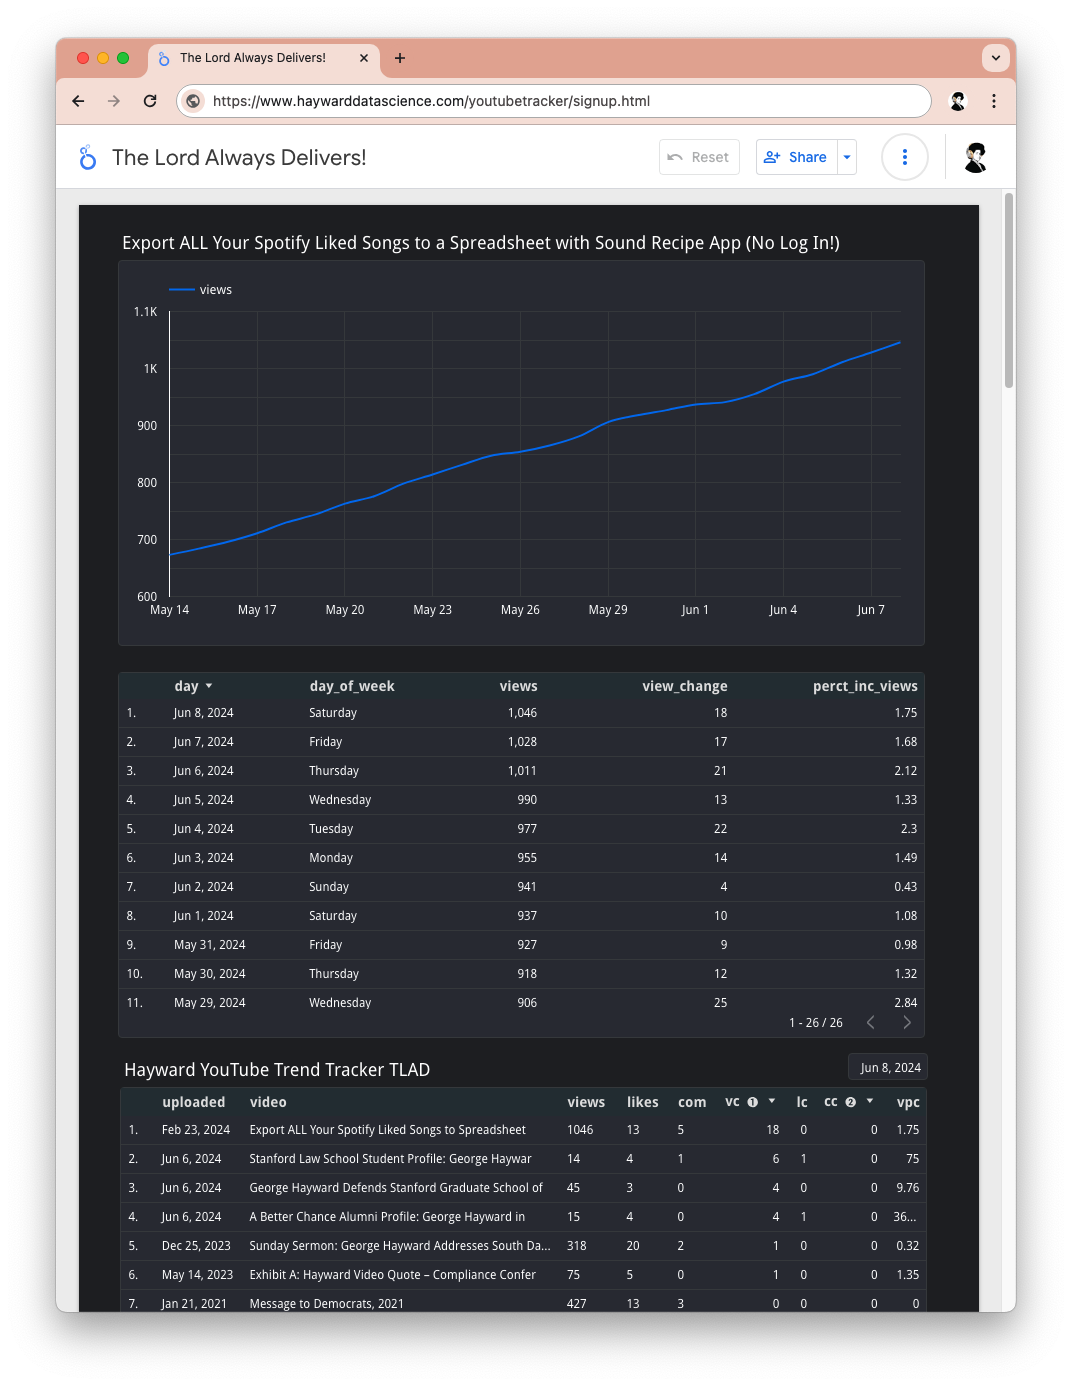 The Lord Always Delivers!
https://www.haywarddatascience.com/youtubetracker/signup.html
The Lord Always Delivers!
Reset
Share
Export ALL Your Spotify Liked Songs to a Spreadsheet with Sound Recipe App (No Log In!)
views
1.1K
1K
900
800
700
600
May 14 May 17 May 20 May 23 May 26 May 29 Jun 1 Jun 4 Jun 7
day day_of_week views view_change perct_inc_views
1. Jun 8, 2024 Saturday 1,046 18 1.75
2. Jun 7, 2024 Friday 1,028 17 1.68
3. Jun 6, 2024 Thursday 1,011 21 2.12
4. Jun 5, 2024 Wednesday 990 13 1.33
5. Jun 4, 2024 Tuesday 977 22 2.3
6. Jun 3, 2024 Monday 955 14 1.49
7. Jun 2, 2024 Sunday 941 4 0.43
8. Jun 1, 2024 Saturday 937 10 1.08
9. May 31, 2024 Friday 927 9 0.98
10. May 30, 2024 Thursday 918 12 1.32
11. May 29, 2024 Wednesday 906 25 2.84
1 - 26 / 26
Hayward YouTube Trend Tracker TLAD
Jun 8, 2024
uploaded video views likes com vc 1 lc cc 2 vpc
1. Feb 23, 2024 Export ALL Your Spotify Liked Songs to Spreadsheet 1046 13 5 18 0 0 1.75
2. Jun 6, 2024 Stanford Law School Student Profile: George Haywar 14 4 1 6 1 0 75
3. Jun 6, 2024 George Hayward Defends Stanford Graduate School of 45 3 0 4 0 0 9.76
4. Jun 6, 2024 A Better Chance Alumni Profile: George Hayward in 15 4 0 4 1 0 36...
5. Dec 25, 2023 Sunday Sermon: George Hayward Addresses South Da... 318 20 2 1 0 0 0.32
6. May 14, 2023 Exhibit A: Hayward Video Quote – Compliance Confer 75 5 0 1 0 0 1.35
7. Jan 21, 2021 Message to Democrats, 2021 427 13 3 0 0 0 0